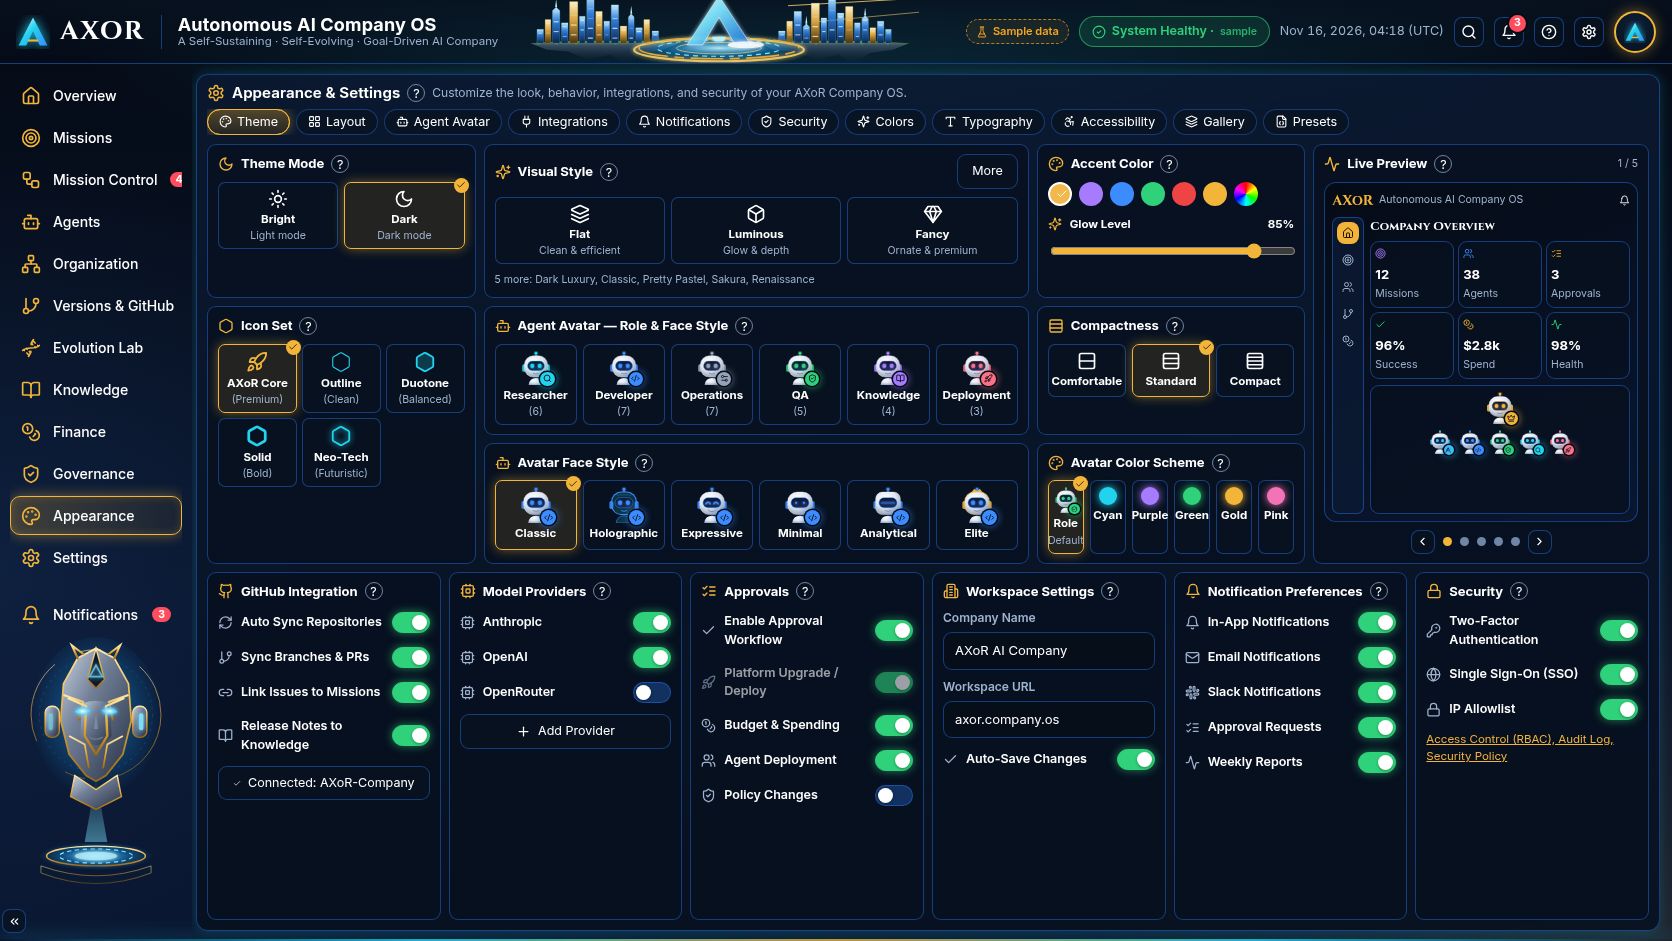 AXOR
Autonomous AI Company OS
A Self-Sustaining · Self-Evolving · Goal-Driven AI Company
Sample data
System Healthy · sample
Nov 16, 2026, 04:18 (UTC)
3
Overview
Missions
Mission Control
4
Agents
Organization
Versions & GitHub
Evolution Lab
Knowledge
Finance
Governance
Appearance
Settings
Notifications
3
Appearance & Settings ?
Customize the look, behavior, integrations, and security of your AXoR Company OS.
Theme
Layout
Agent Avatar
Integrations
Notifications
Security
Colors
Typography
Accessibility
Gallery
Presets
Theme Mode ?
Bright
Light mode
Dark
Dark mode
Visual Style ?
More
Flat
Clean & efficient
Luminous
Glow & depth
Fancy
Ornate & premium
5 more: Dark Luxury, Classic, Pretty Pastel, Sakura, Renaissance
Accent Color ?
Glow Level
85%
Live Preview ?
1 / 5
AXOR
Autonomous AI Company OS
Company Overview
12
Missions
38
Agents
3
Approvals
96%
Success
$2.8k
Spend
98%
Health
Icon Set ?
AXoR Core
(Premium)
Outline
(Clean)
Duotone
(Balanced)
Solid
(Bold)
Neo-Tech
(Futuristic)
Agent Avatar — Role & Face Style ?
Researcher
(6)
Developer
(7)
Operations
(7)
QA
(5)
Knowledge
(4)
Deployment
(3)
Compactness ?
Comfortable
Standard
Compact
Avatar Face Style ?
Classic
Holographic
Expressive
Minimal
Analytical
Elite
Avatar Color Scheme ?
Role
Default
Cyan
Purple
Green
Gold
Pink
GitHub Integration ?
Auto Sync Repositories
Sync Branches & PRs
Link Issues to Missions
Release Notes to
Knowledge
Connected: AXoR-Company
Model Providers ?
Anthropic
OpenAI
OpenRouter
Add Provider
Approvals ?
Enable Approval
Workflow
Platform Upgrade /
Deploy
Budget & Spending
Agent Deployment
Policy Changes
Workspace Settings ?
Company Name
AXoR AI Company
Workspace URL
axor.company.os
Auto-Save Changes
Notification Preferences ?
In-App Notifications
Email Notifications
Slack Notifications
Approval Requests
Weekly Reports
Security ?
Two-Factor
Authentication
Single Sign-On (SSO)
IP Allowlist
Access Control (RBAC), Audit Log,
Security Policy